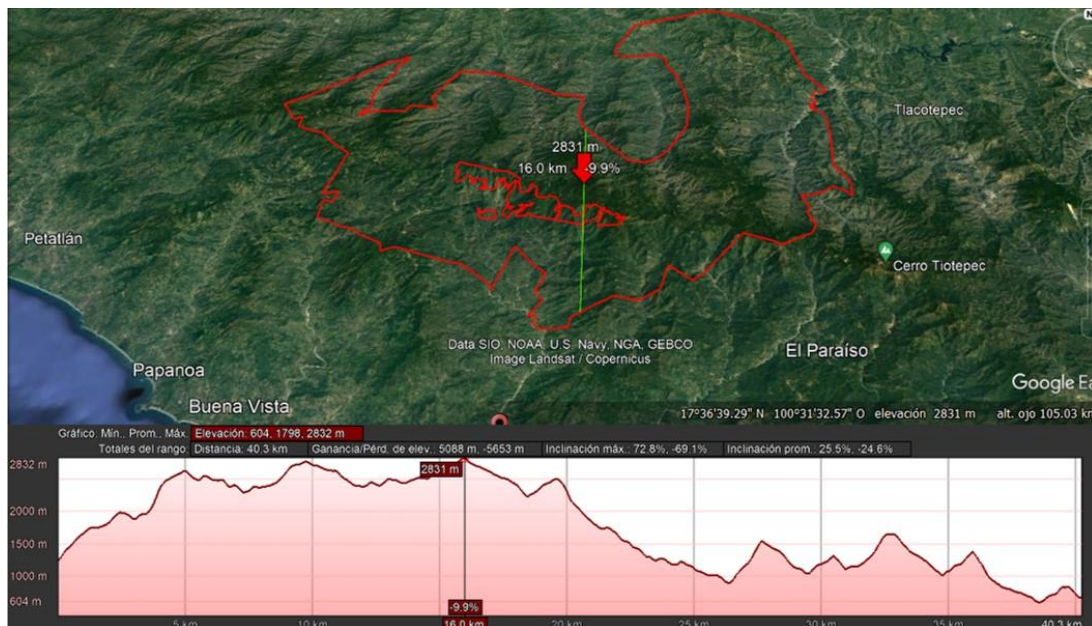 N
Tlacotepec
2831 m
16.0 km -9.9%
Petatlán
Cerro Tiotepec
Data SIO, NOAA, U.S. Navy, NGA, GEBCO
Image Landsat / Copernicus
El Paraíso
Papanoa
Google Ea
Buena Vista
17°36'39.29" N 100°31'32.57" O elevación 2831 m alt. ojo 105.03 k
Gráfico: Mín., Prom., Máx. Elevación: 604, 1798, 2832 m
Totales del rango: Distancia: 40.3 km Ganancia/Pérd. de elev.: 5088 m, -5653 m Inclinación máx.: 72.8%, -69.1% Inclinación prom.: 25.5%, -24.6%
2832 m
2831 m
2000 m
1500 m
1000 m
604 m
-9.9%
5 km 10 km 16.0 km 20 km 25 km 30 km 35 km 40.3 km